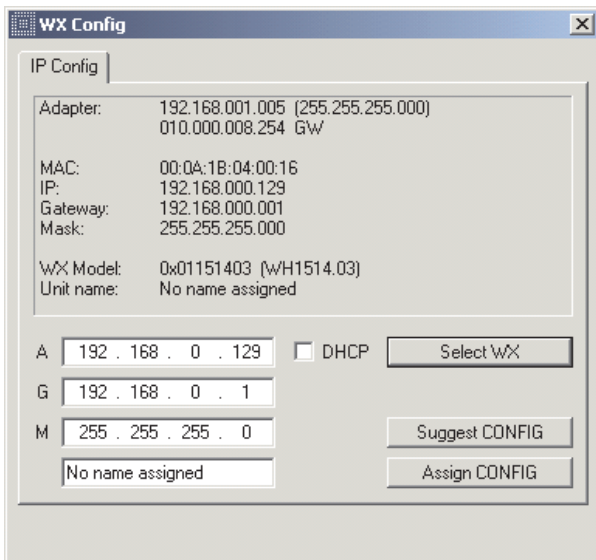 WX Config
IP Config
Adapter: 192.168.001.005 (255.255.255.000)
010.000.008.254 GW
MAC: 00:0A:1B:04:00:16
IP: 192.168.000.129
Gateway: 192.168.000.001
Mask: 255.255.255.000
WX Model: 0x01151403 (WH1514.03)
Unit name: No name assigned
A 192 . 168 . 0 . 129 DHCP Select WX
G 192 . 168 . 0 . 1
M 255 . 255 . 255 . 0 Suggest CONFIG
No name assigned Assign CONFIG